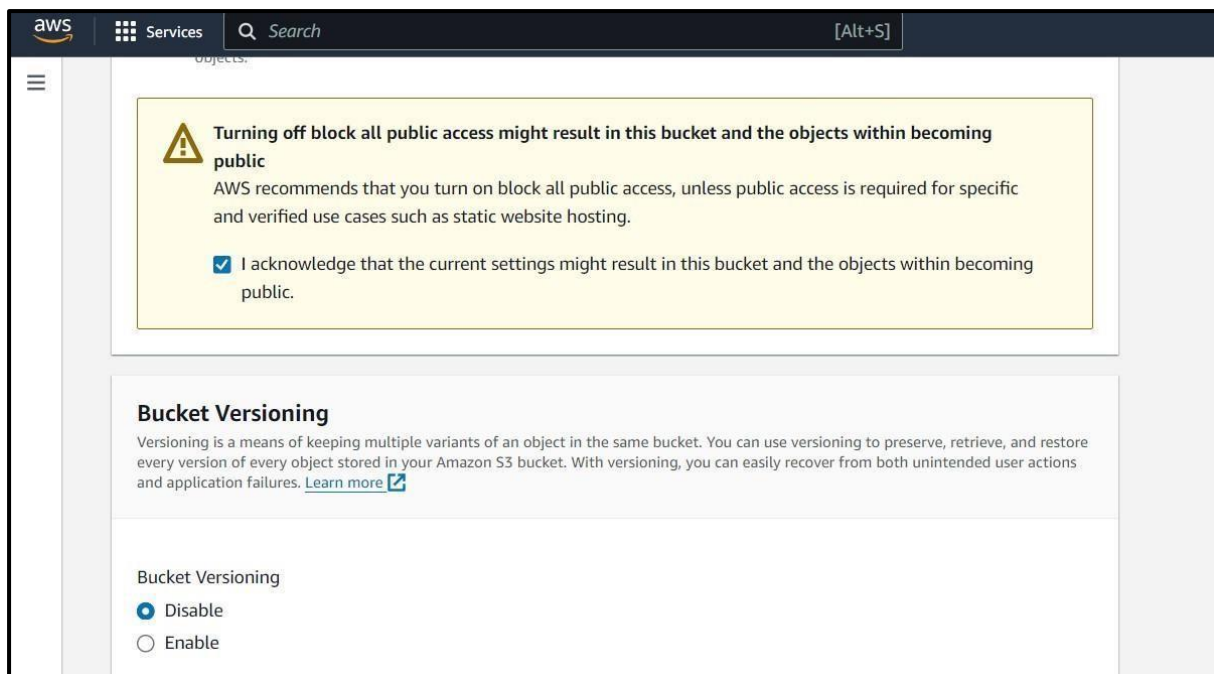 aws
Services
Search
[Alt+S]
objects.
Turning off block all public access might result in this bucket and the objects within becoming
public
AWS recommends that you turn on block all public access, unless public access is required for specific
and verified use cases such as static website hosting.
I acknowledge that the current settings might result in this bucket and the objects within becoming
public.
Bucket Versioning
Versioning is a means of keeping multiple variants of an object in the same bucket. You can use versioning to preserve, retrieve, and restore
every version of every object stored in your Amazon S3 bucket. With versioning, you can easily recover from both unintended user actions
and application failures. Learn more
Bucket Versioning
Disable
Enable